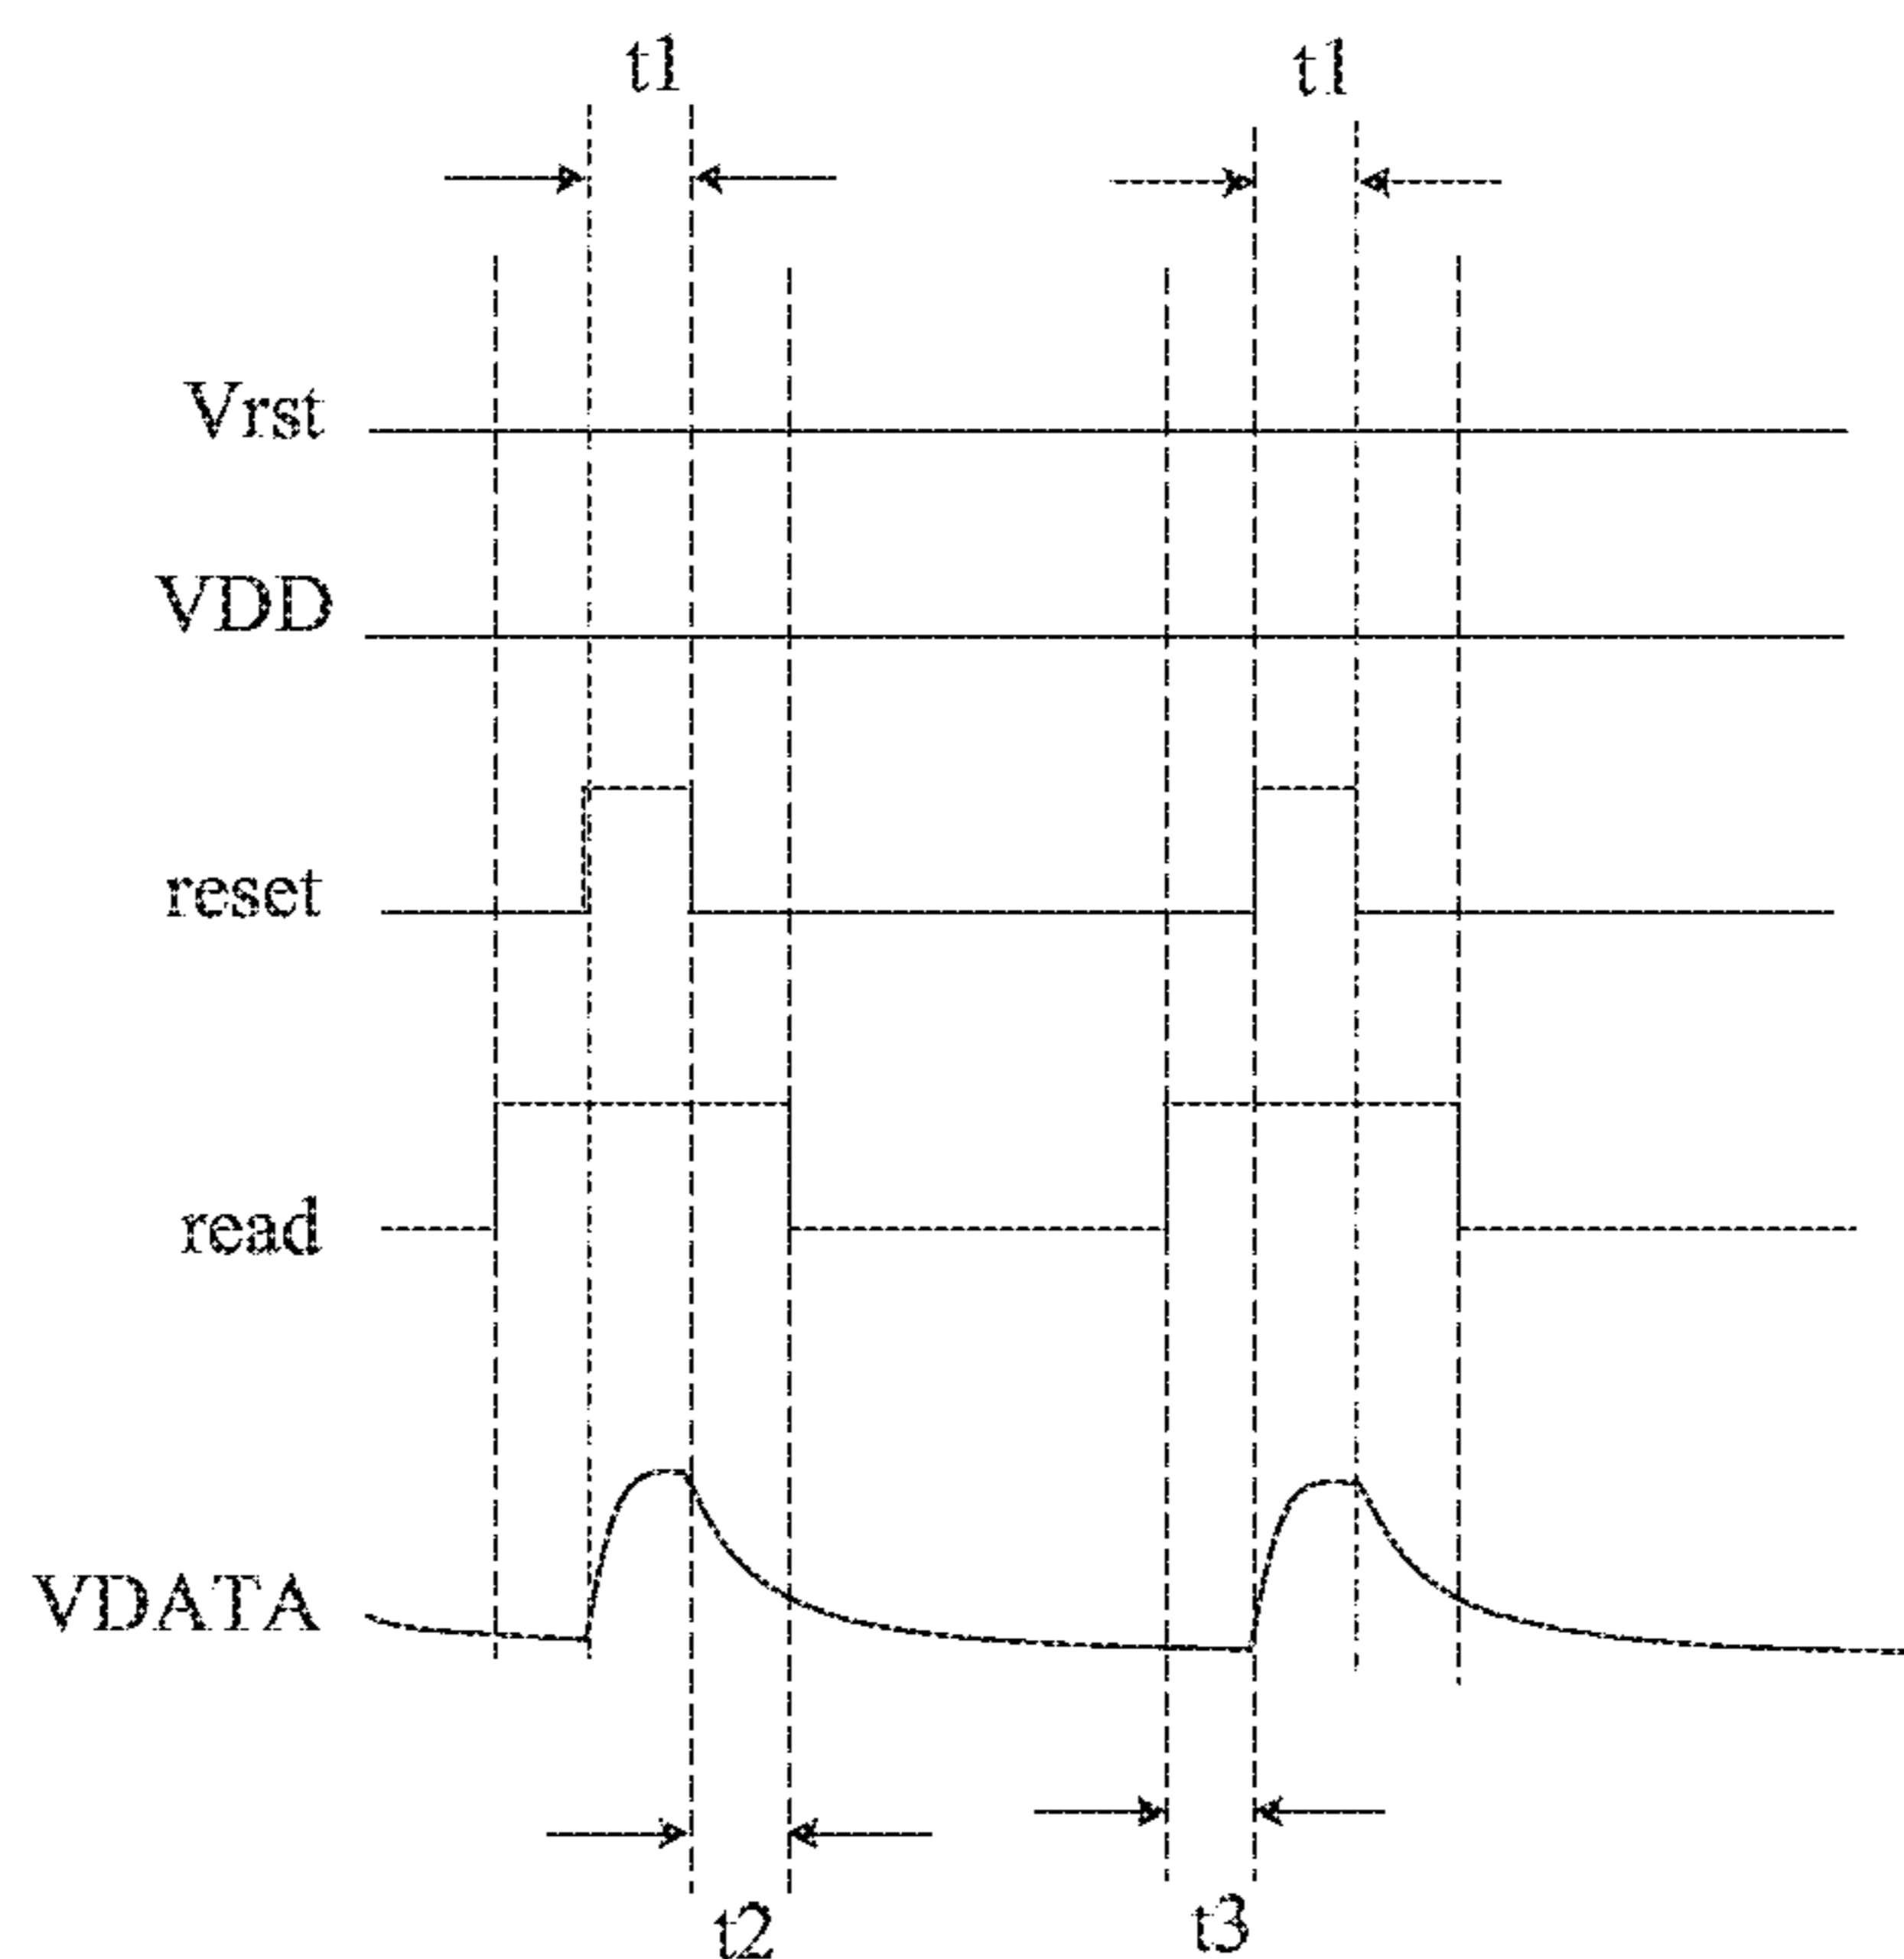 t1 t1
Vrst
VDD
reset
read
VDATA
t2 t3